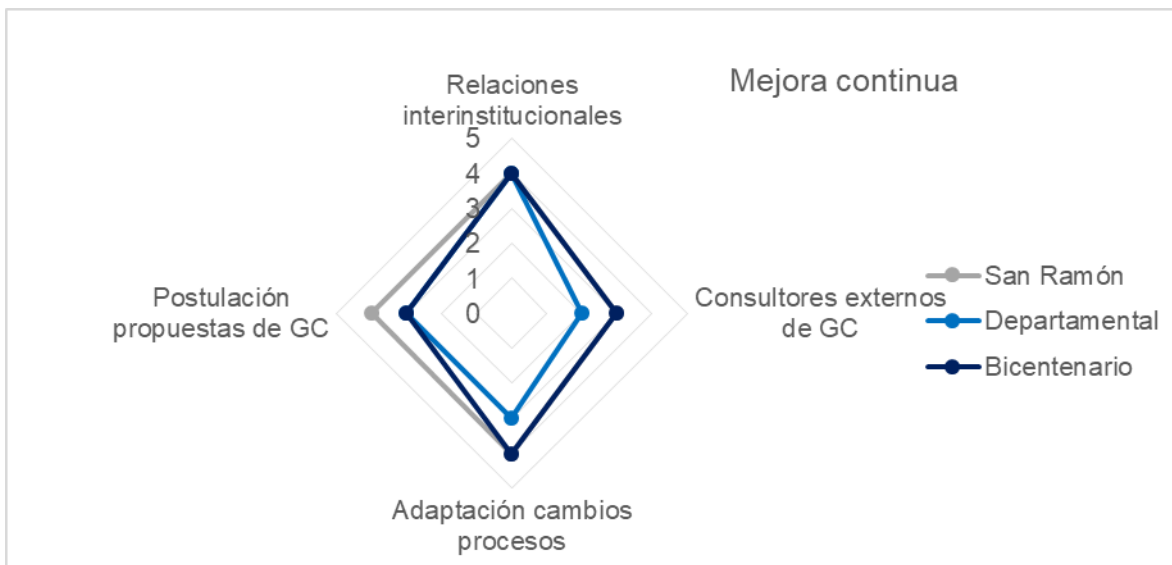 Mejora continua
Relaciones
interinstitucionales
5
4
3
2
1
0
Postulación
propuestas de GC
Consultores externos
de GC
San Ramón
Departamental
Bicentenario
Adaptación cambios
procesos